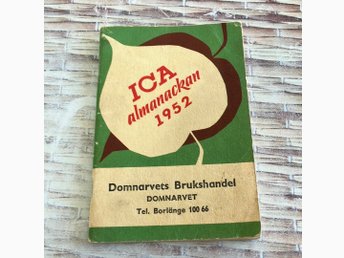 ICA
almanackan
1952
Domnarvets Brukshandel
DOMNARVET
Tel. Borlänge 100 66